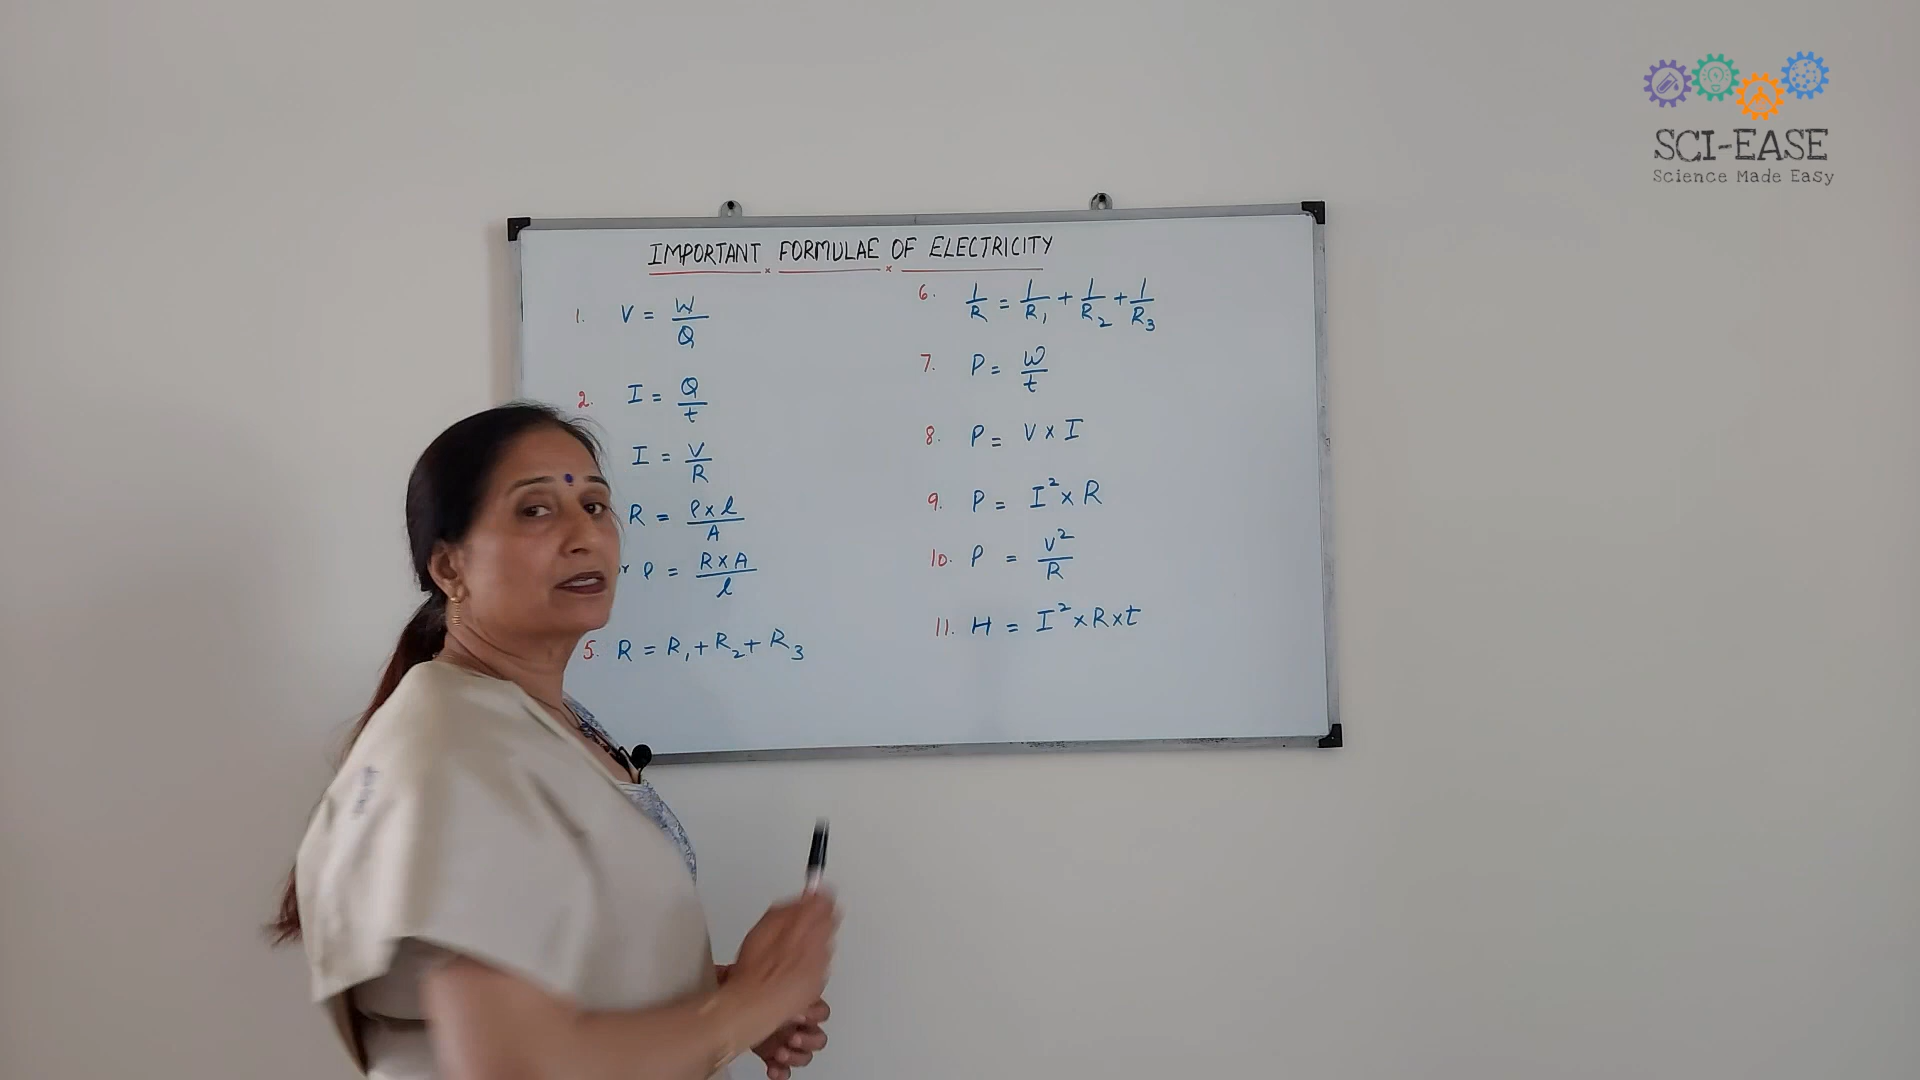 SCI-EASE
Science Made Easy
IMPORTANT FORMULAE OF ELECTRICITY
1. V = W/Q
2. I = Q/t
I = V/R
R = ρ×l/A
ρ = R×A/l
5. R = R₁+R₂+R₃
6. 1/R = 1/R₁ + 1/R₂ + 1/R₃
7. P = W/t
8. P = V×I
9. P = I²×R
10. P = V²/R
11. H = I²×R×t